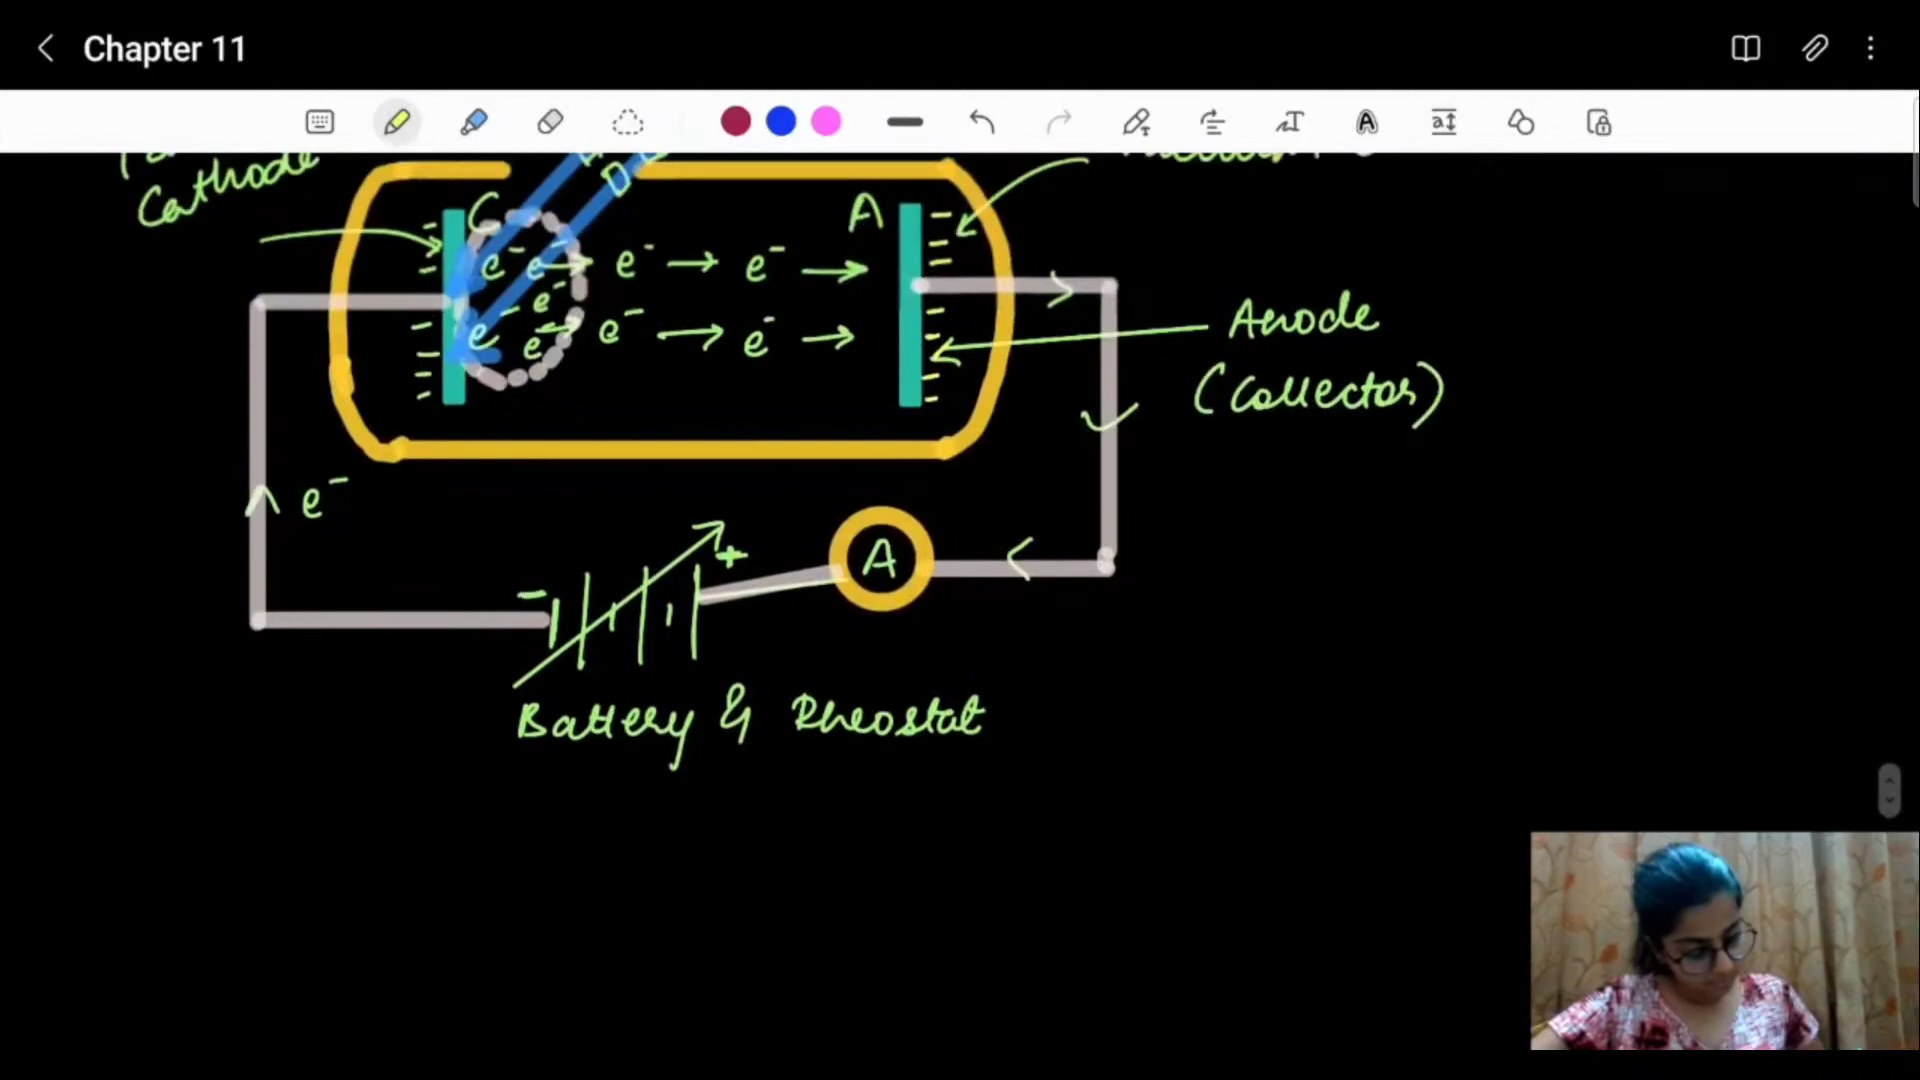 Chapter 11
Cathode
C
A
e⁻ e⁻ → e⁻ → e⁻ →
e⁻
e⁻ e⁻ → e⁻ → e⁻ →
Anode
(Collector)
e⁻
A
- +
Battery & Rheostat